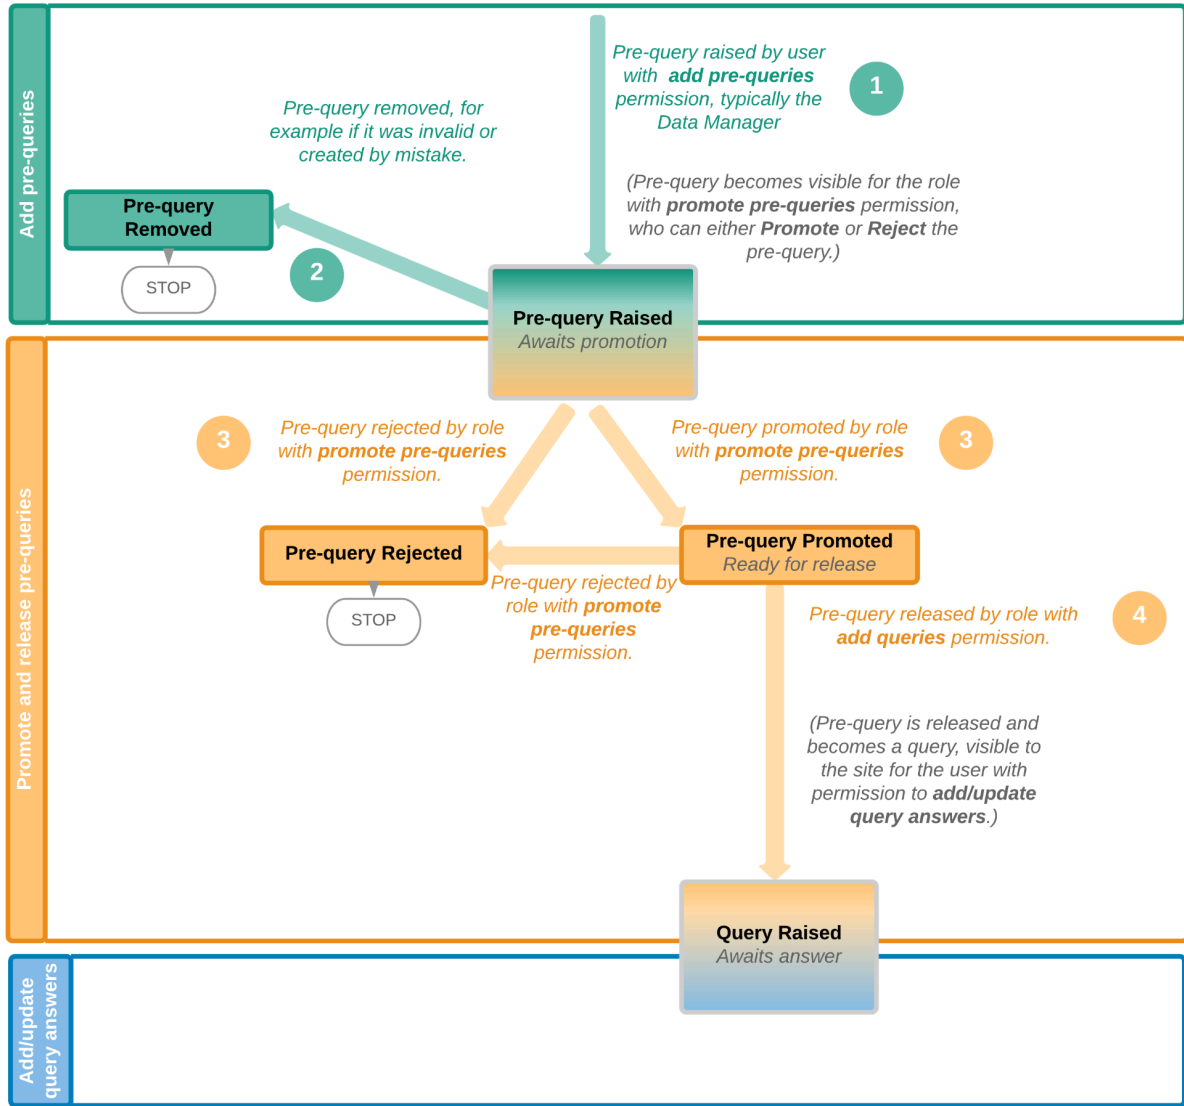 Add pre-queries
Pre-query raised by user
with add pre-queries
permission, typically the
Data Manager
1
Pre-query removed, for
example if it was invalid or
created by mistake.
(Pre-query becomes visible for the role
with promote pre-queries permission,
who can either Promote or Reject the
pre-query.)
Pre-query
Removed
STOP
2
Pre-query Raised
Awaits promotion
Promote and release pre-queries
3
Pre-query rejected by role
with promote pre-queries
permission.
Pre-query promoted by role
with promote pre-queries
permission.
3
Pre-query Rejected
STOP
Pre-query Promoted
Ready for release
Pre-query rejected by
role with promote
pre-queries
permission.
Pre-query released by role with
add queries permission.
4
(Pre-query is released and
becomes a query, visible to
the site for the user with
permission to add/update
query answers.)
Query Raised
Awaits answer
Add/update
query answers